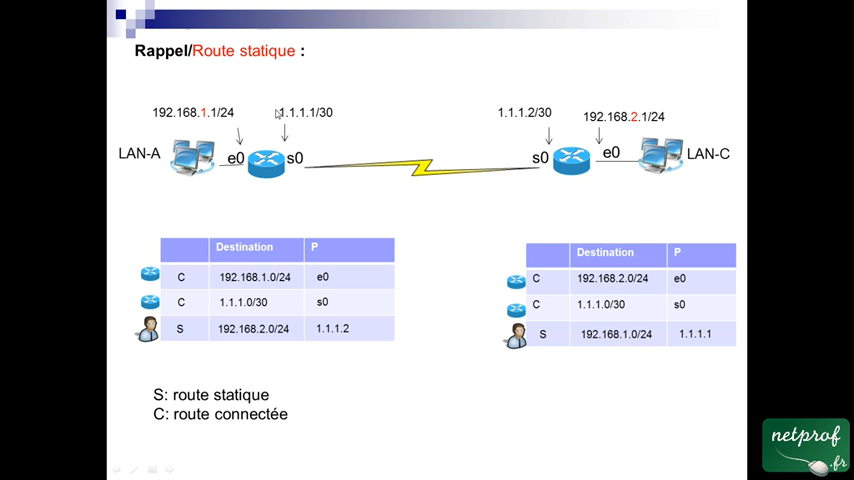 Rappel/Route statique :
192.168.1.1/24
1.1.1.1/30
1.1.1.2/30
192.168.2.1/24
LAN-A
e0
s0
s0
e0
LAN-C
Destination P
C 192.168.1.0/24 e0
C 1.1.1.0/30 s0
S 192.168.2.0/24 1.1.1.2
Destination P
C 192.168.2.0/24 e0
C 1.1.1.0/30 s0
S 192.168.1.0/24 1.1.1.1
S: route statique
C: route connectée
netprof
.fr